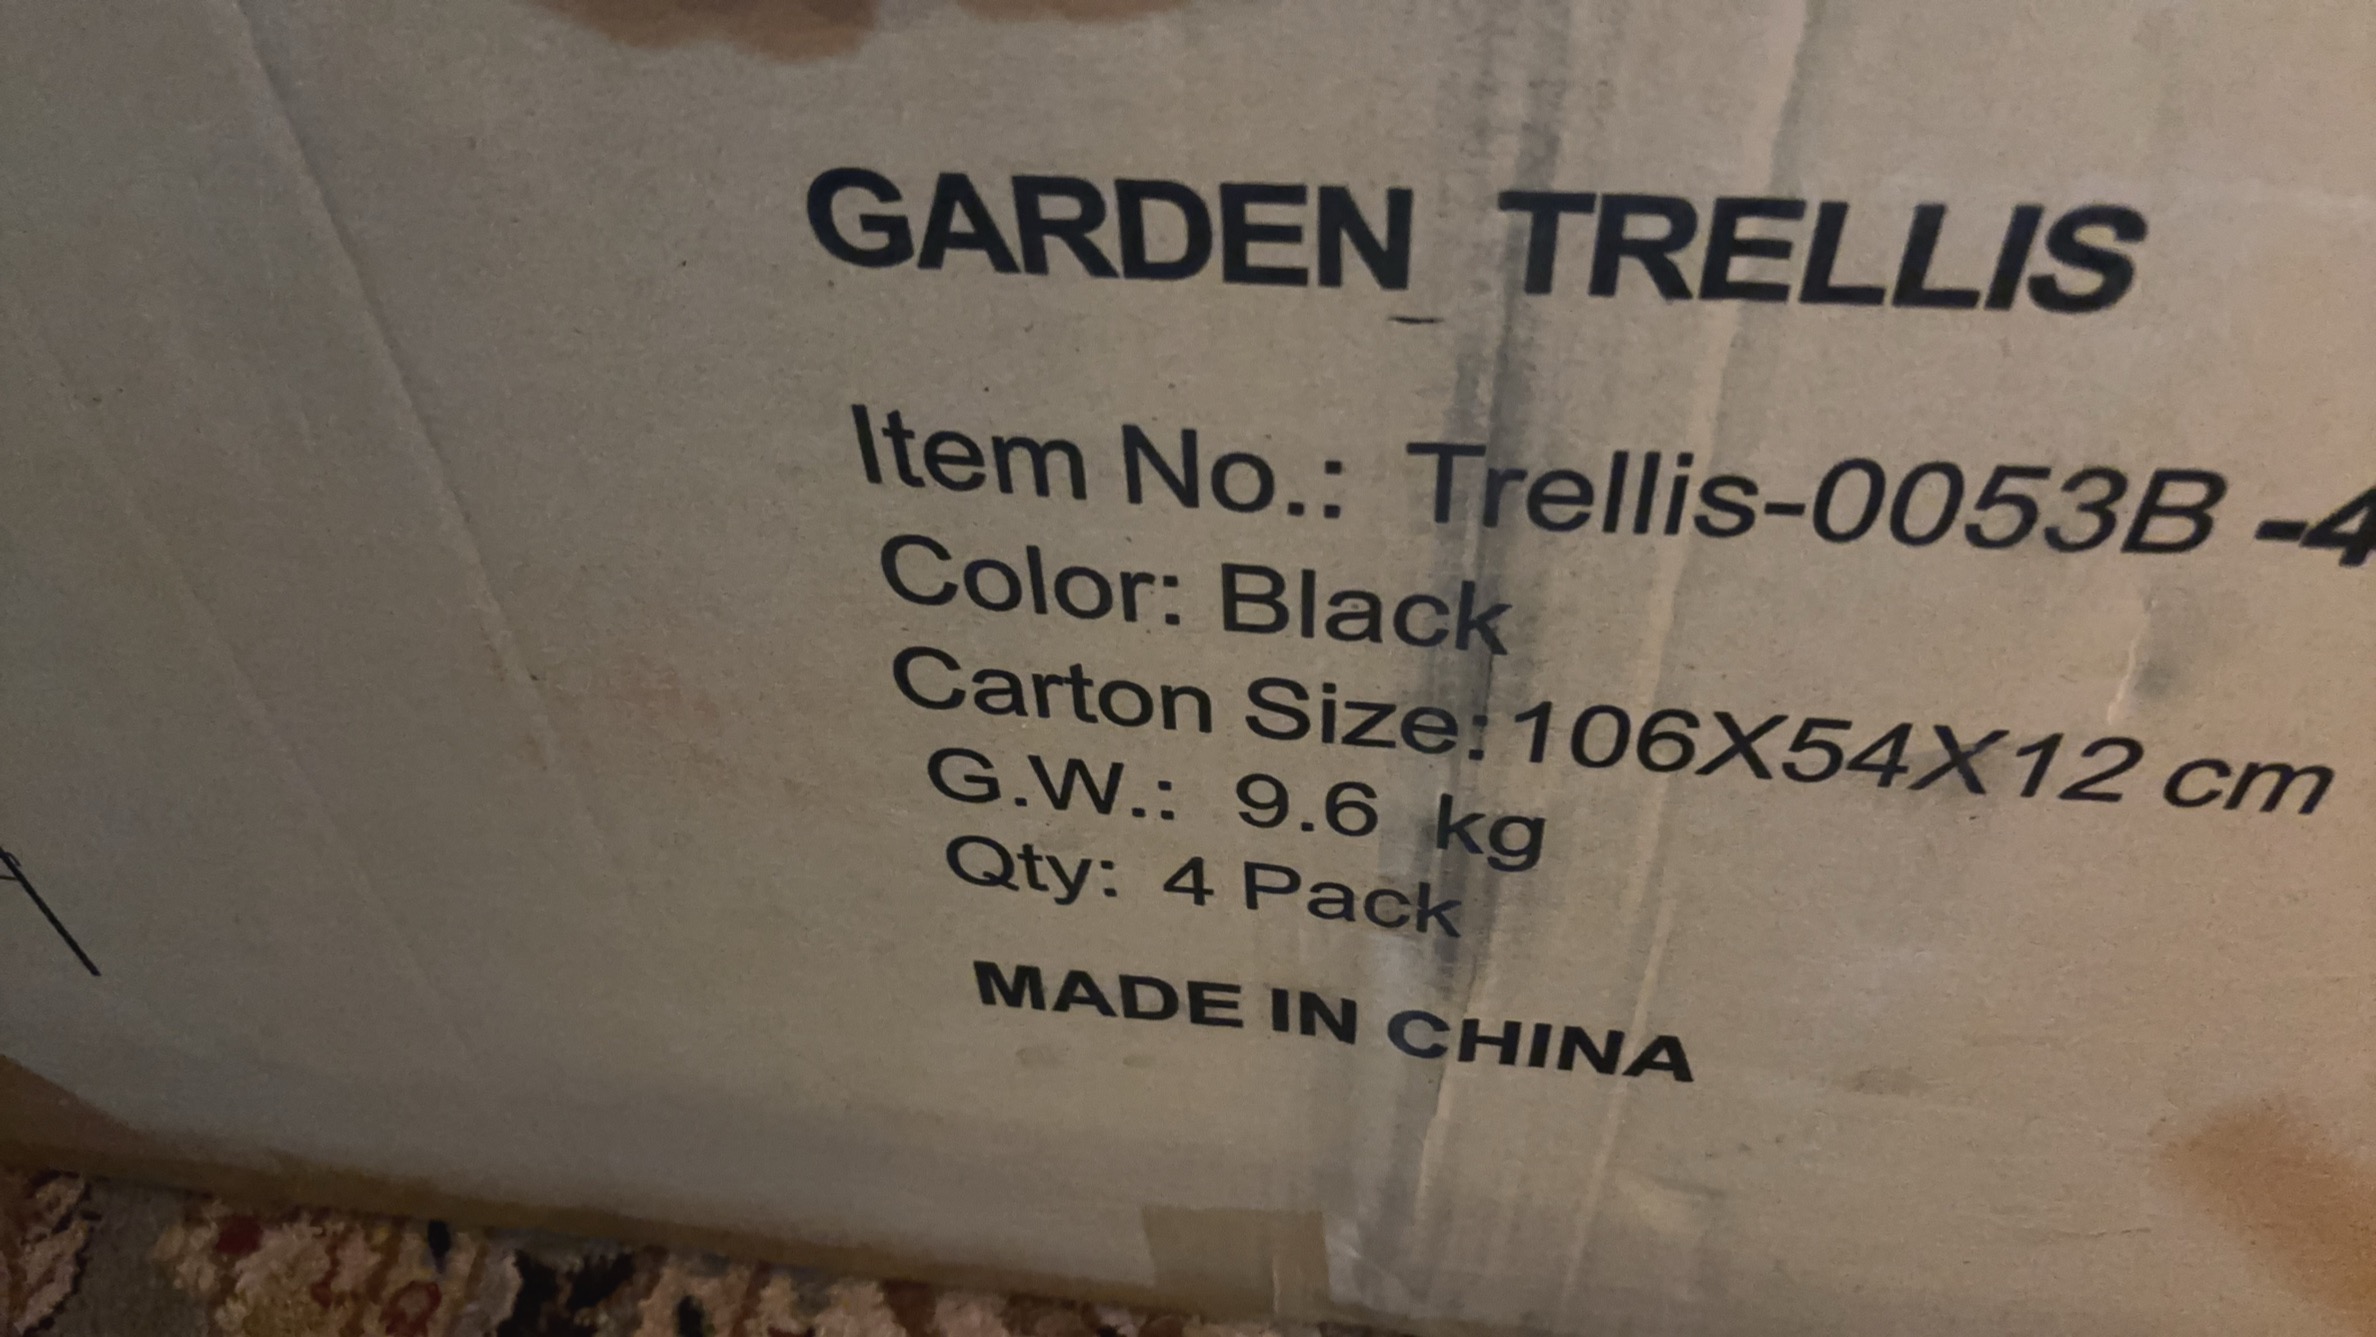 GARDEN TRELLIS
Item No.: Trellis-0053B -4
Color: Black
Carton Size: 106X54X12 cm
G.W.: 9.6 kg
Qty: 4 Pack
MADE IN CHINA